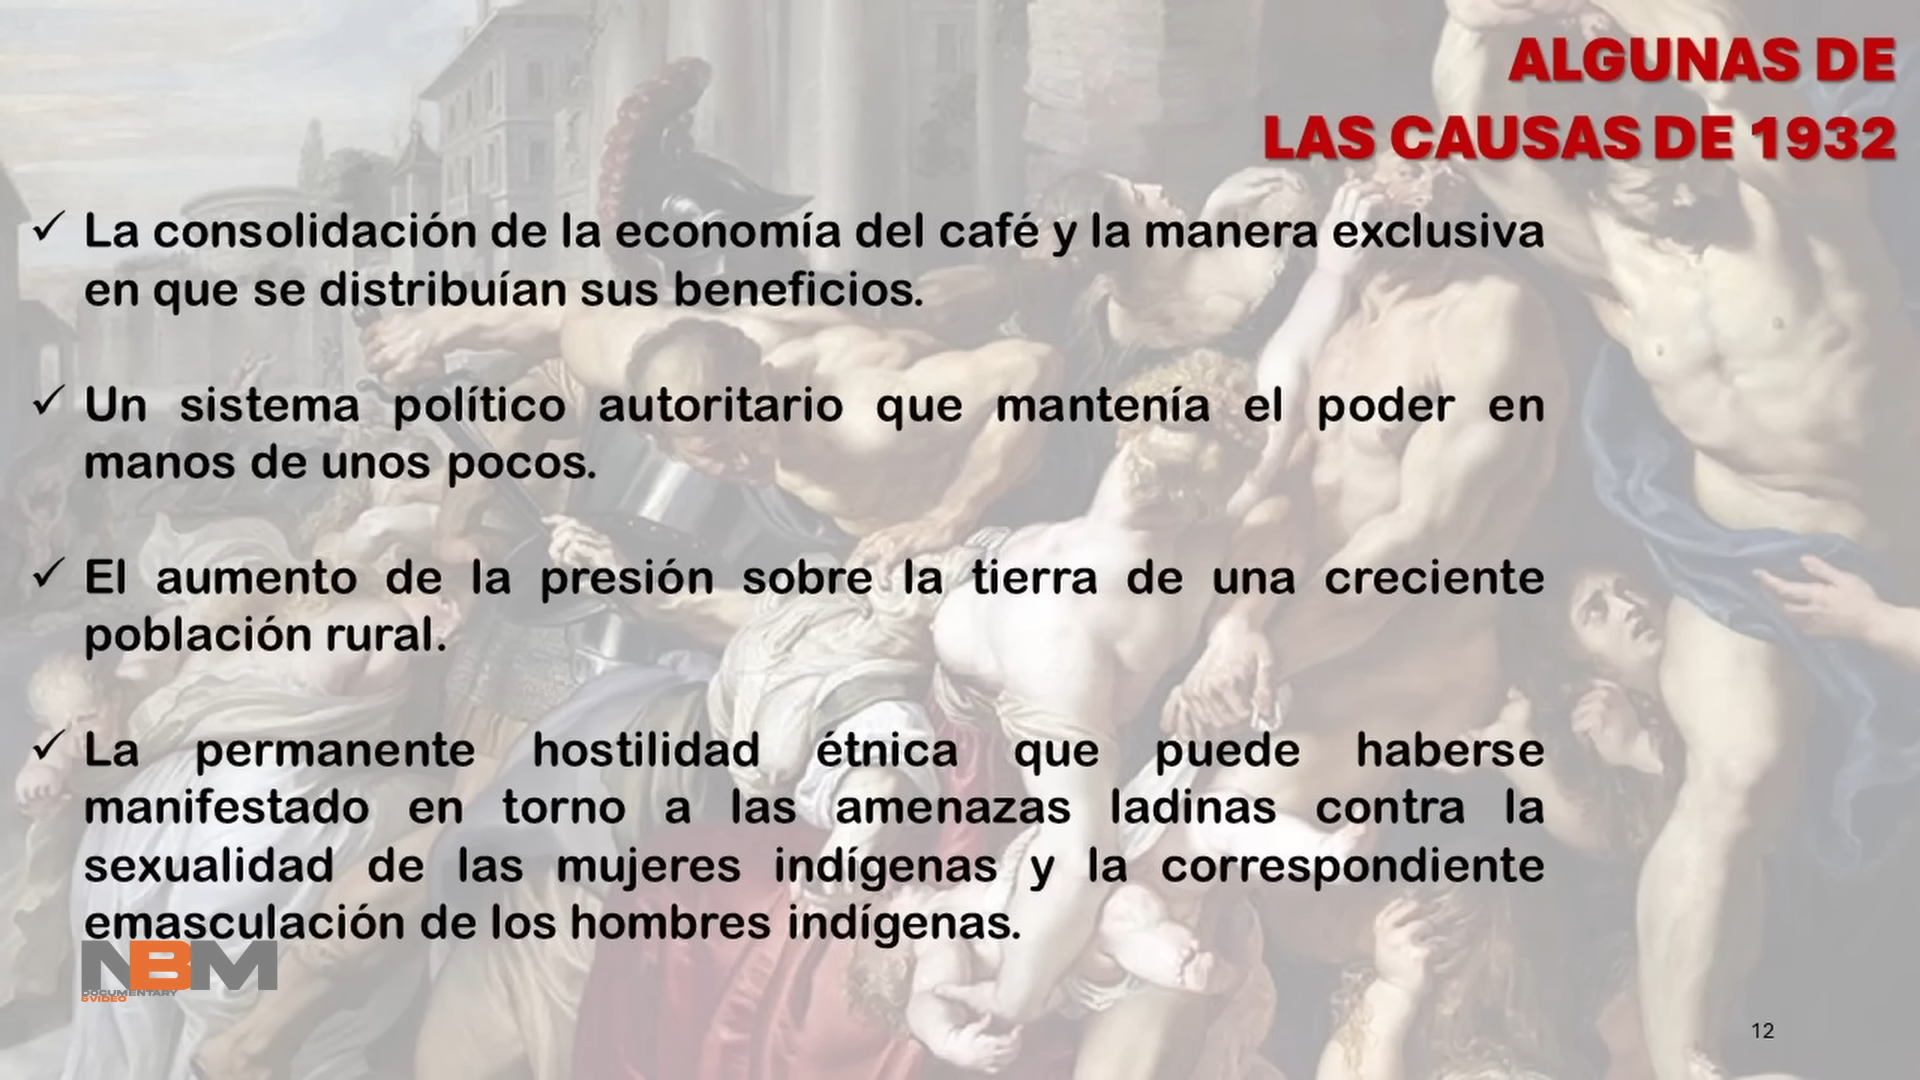 ALGUNAS DE
LAS CAUSAS DE 1932
✓ La consolidación de la economía del café y la manera exclusiva
en que se distribuían sus beneficios.
✓ Un sistema político autoritario que mantenía el poder en
manos de unos pocos.
✓ El aumento de la presión sobre la tierra de una creciente
población rural.
✓ La permanente hostilidad étnica que puede haberse
manifestado en torno a las amenazas ladinas contra la
sexualidad de las mujeres indígenas y la correspondiente
emasculación de los hombres indígenas.
NBM
DOCUMENTARY
&VIDEO
12